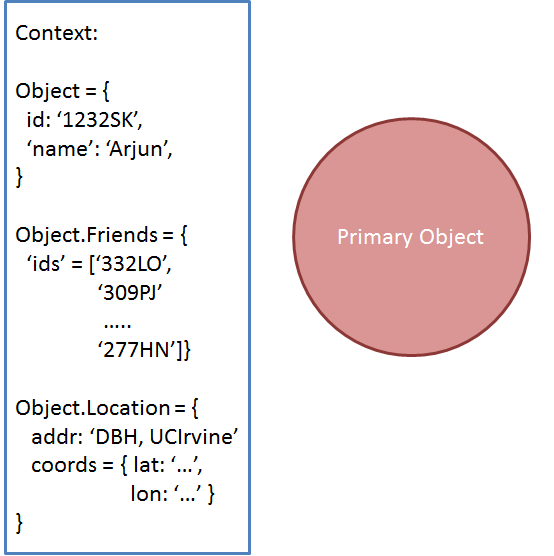 Context:
Object = {
id: ‘1232SK’,
‘name’: ‘Arjun’,
}
Object.Friends = {
‘ids’ = [‘332LO’,
‘309PJ’
.....
‘277HN’]}
Object.Location = {
addr: ‘DBH, UCIrvine’
coords = { lat: ‘...’,
lon: ‘...’ }
}
Primary Object